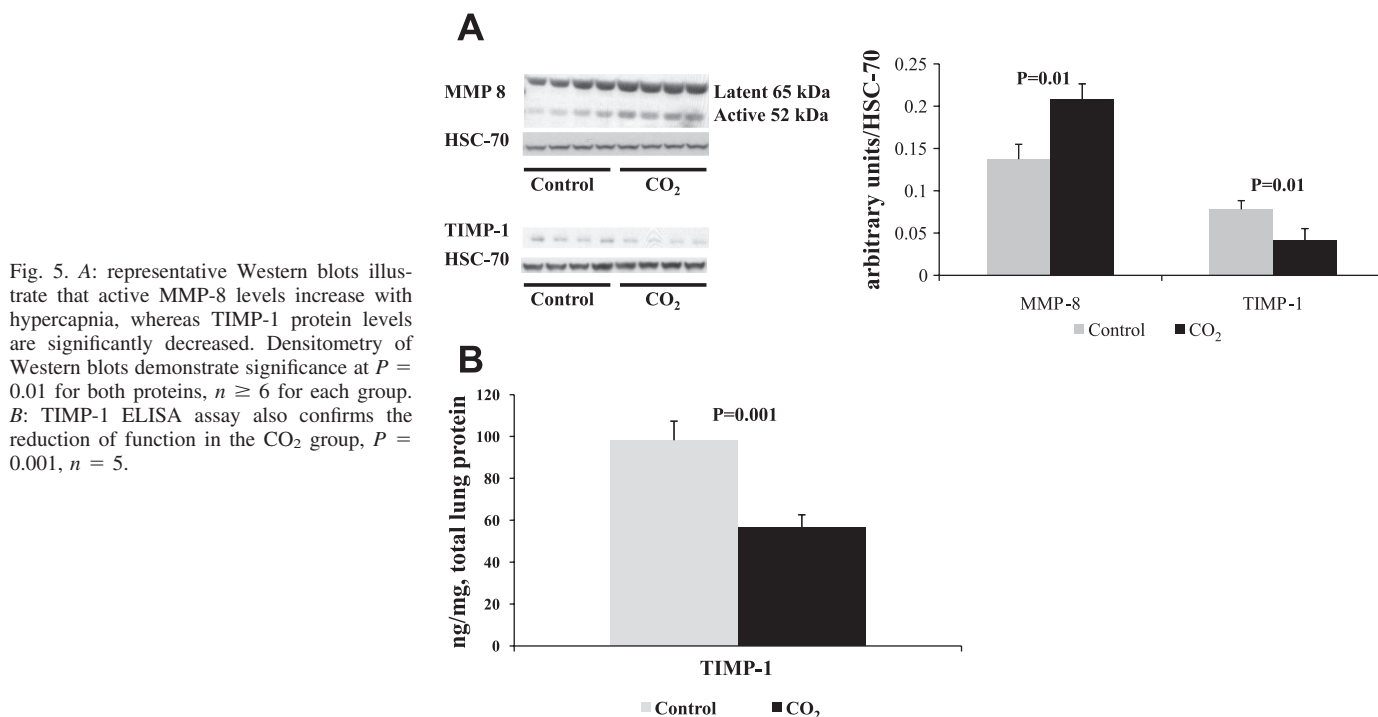 Fig. 5. A: representative Western blots illus-
trate that active MMP-8 levels increase with
hypercapnia, whereas TIMP-1 protein levels
are significantly decreased. Densitometry of
Western blots demonstrate significance at P =
0.01 for both proteins, n ≥ 6 for each group.
B: TIMP-1 ELISA assay also confirms the
reduction of function in the CO₂ group, P =
0.001, n = 5.
A
MMP 8
Latent 65 kDa
Active 52 kDa
HSC-70
Control CO₂
TIMP-1
HSC-70
Control CO₂
arbitrary units/HSC-70
0.25
0.2
0.15
0.1
0.05
0
P=0.01
P=0.01
MMP-8 TIMP-1
Control CO₂
B
ng/mg, total lung protein
120
100
80
60
40
20
0
P=0.001
TIMP-1
Control CO₂